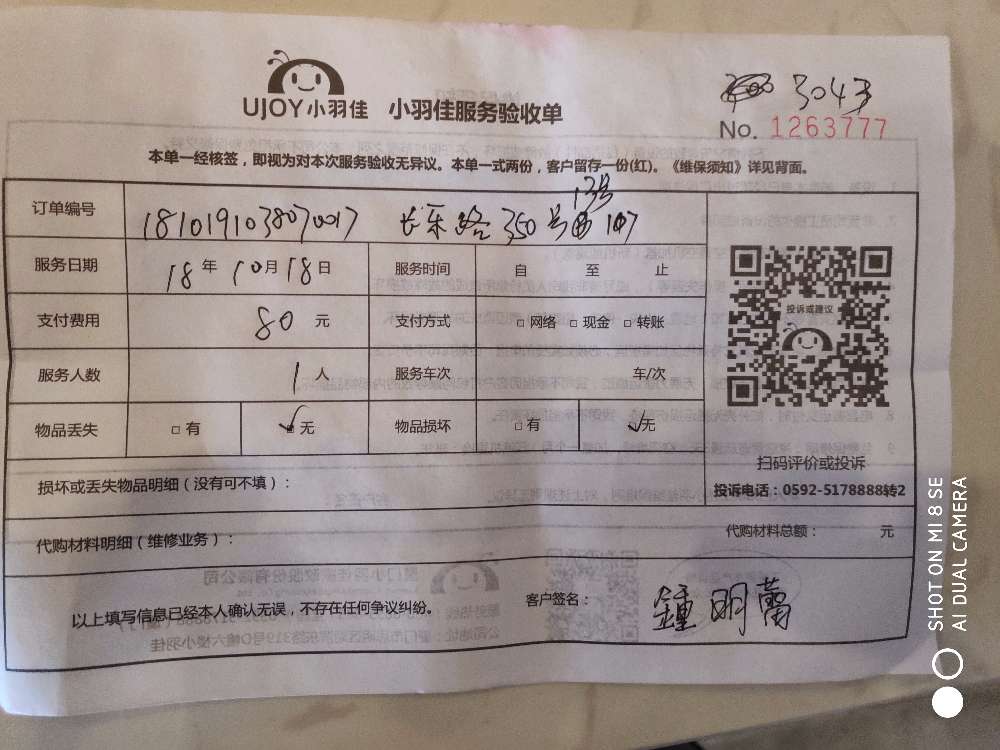 3043
UJOY小羽佳 小羽佳服务验收单
No. 1263777
本单一经核签，即视为对本次服务验收无异议。本单一式两份，客户留存一份(红)。《维保须知》详见背面。
订单编号 1810191038070017 长乐路350号
服务日期 18年10月18日 服务时间 自 至 止
支付费用 80元 支付方式 □网络 □现金 □转账
投诉或建议
服务人数 1人 服务车次 车/次
物品丢失 □有 ☑无 物品损坏 □有 ☑无
扫码评价或投诉
投诉电话：0592-5178888转2
损坏或丢失物品明细（没有可不填）：
代购材料明细（维修业务）： 代购材料总额： 元
以上填写信息已经本人确认无误，不存在任何争议纠纷。 客户签名： 鍾明
SHOT ON MI 8 SE
AI DUAL CAMERA